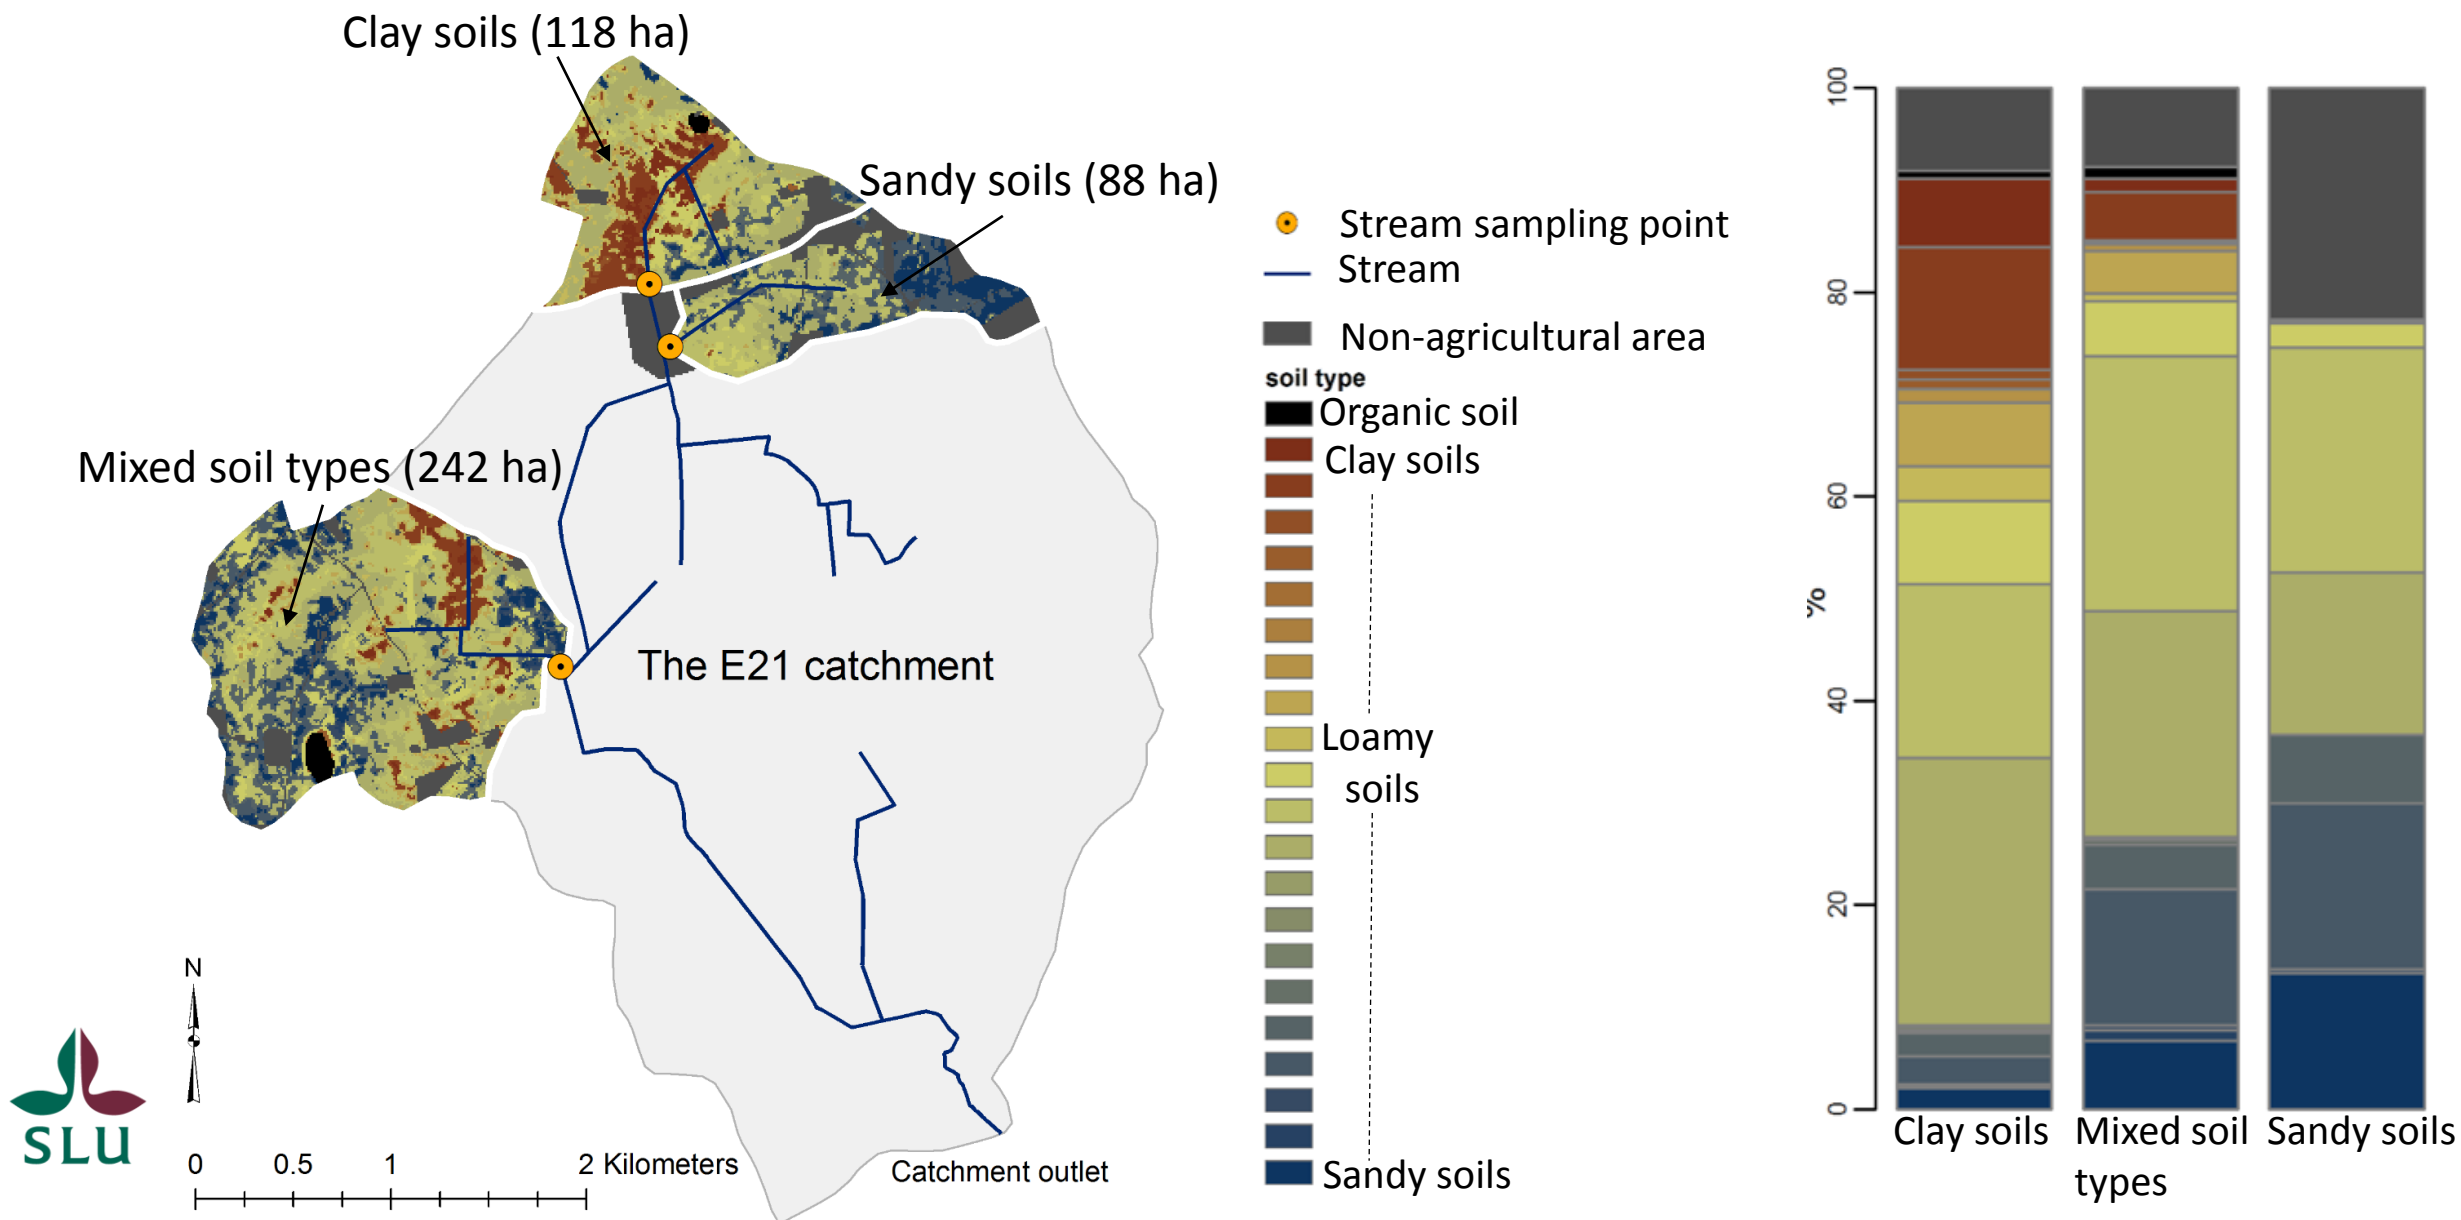 Clay soils (118 ha)
Sandy soils (88 ha)
Mixed soil types (242 ha)
The E21 catchment
Catchment outlet
N
SLU
0 0.5 1 2 Kilometers
Stream sampling point
Stream
Non-agricultural area
soil type
Organic soil
Clay soils
Loamy
soils
Sandy soils
100
80
60
%
40
20
0
Clay soils
Mixed soil
types
Sandy soils